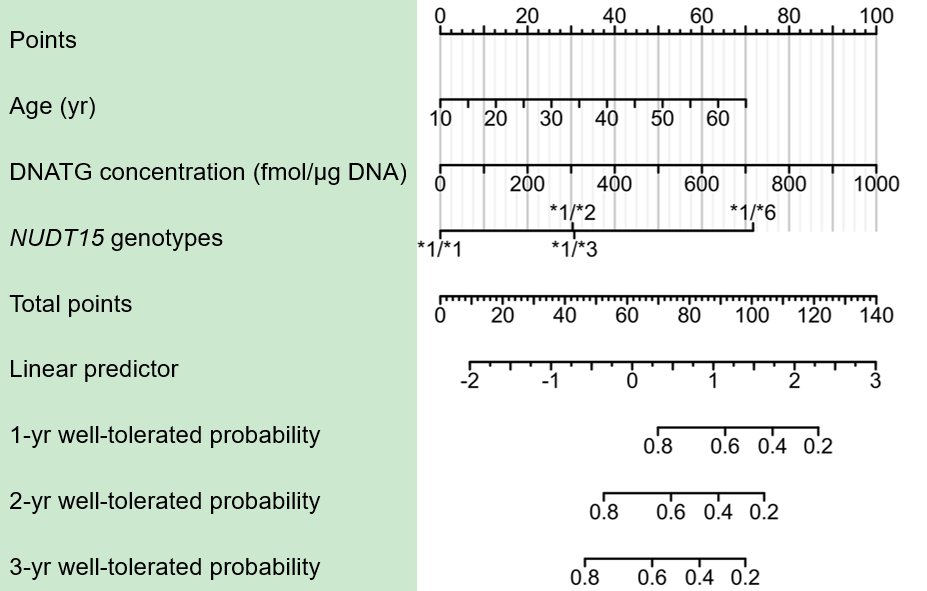 0 20 40 60 80 100
Points
Age (yr)
10 20 30 40 50 60
DNATG concentration (fmol/μg DNA)
0 200 400 600 800 1000
*1/*2 *1/*6
NUDT15 genotypes
*1/*1 *1/*3
Total points
0 20 40 60 80 100 120 140
Linear predictor
-2 -1 0 1 2 3
1-yr well-tolerated probability
0.8 0.6 0.4 0.2
2-yr well-tolerated probability
0.8 0.6 0.4 0.2
3-yr well-tolerated probability
0.8 0.6 0.4 0.2